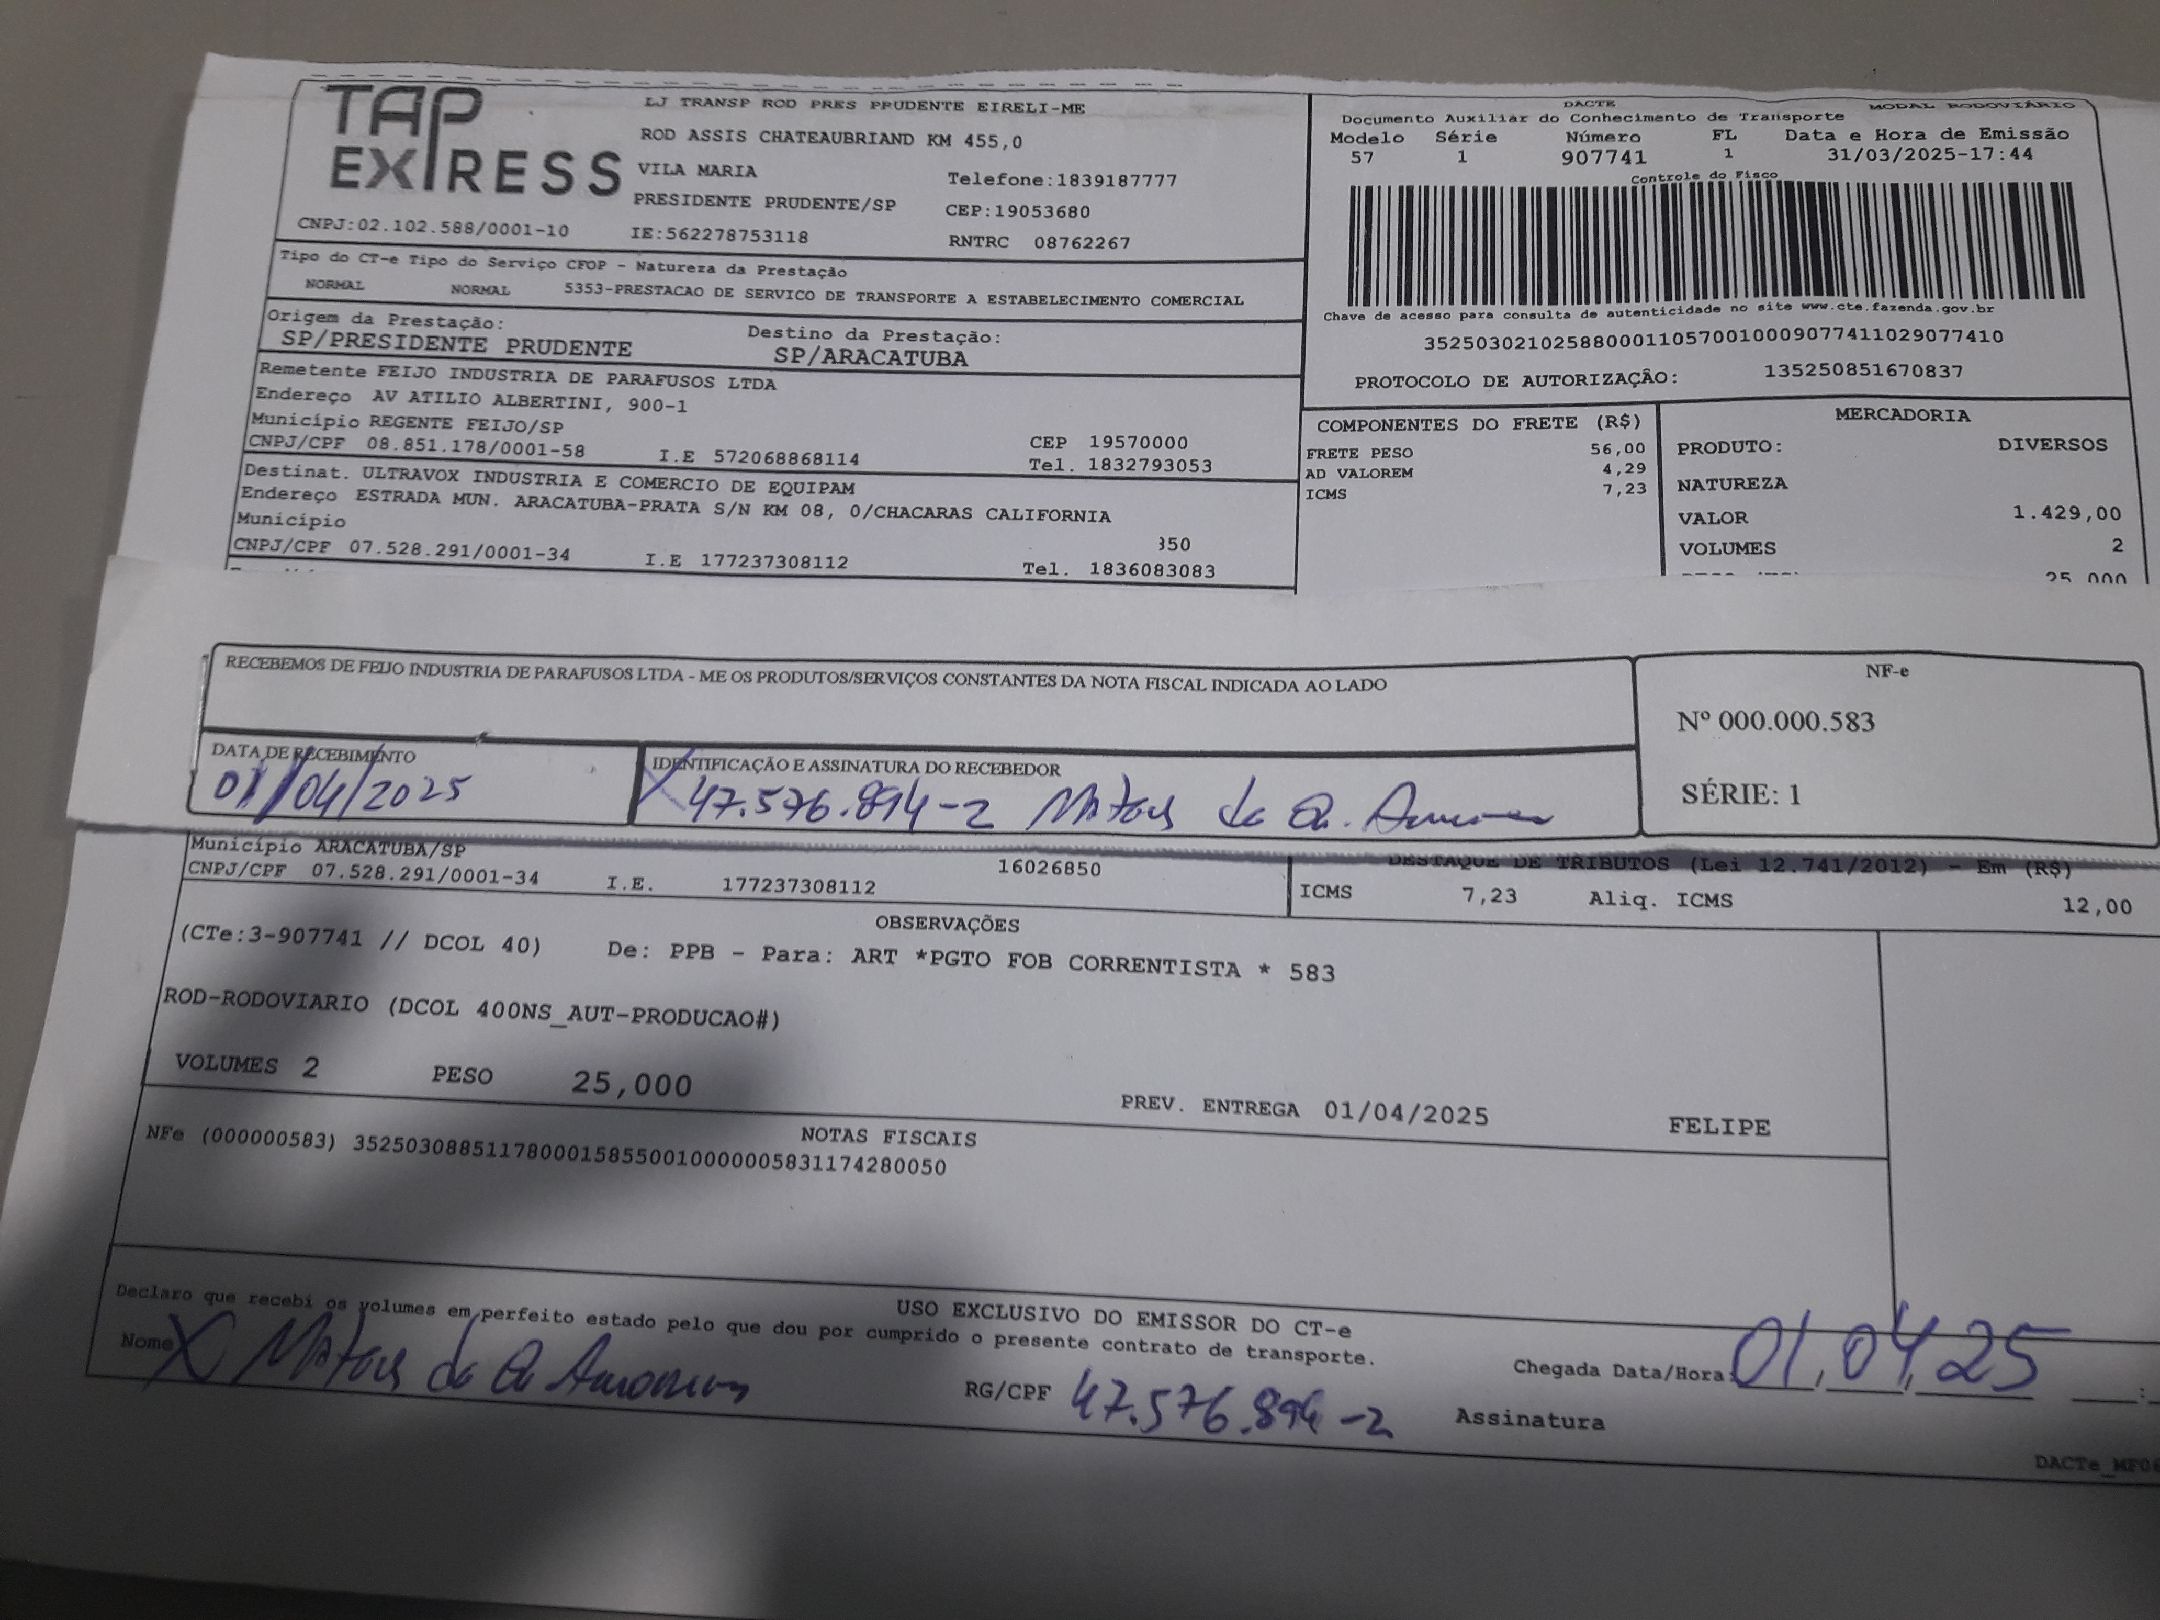 TAP EXPRESS
LJ TRANSP ROD PRES PRUDENTE EIRELI-ME
ROD ASSIS CHATEAUBRIAND KM 455,0
VILA MARIA
Telefone:1839187777
PRESIDENTE PRUDENTE/SP CEP:19053680
CNPJ:02.102.588/0001-10 IE:562278753118 RNTRC 08762267
Tipo do CT-e Tipo do Serviço CFOP - Natureza da Prestação
NORMAL NORMAL 5353-PRESTACAO DE SERVICO DE TRANSPORTE A ESTABELECIMENTO COMERCIAL
Origem da Prestação: Destino da Prestação:
SP/PRESIDENTE PRUDENTE SP/ARACATUBA
Remetente FEIJO INDUSTRIA DE PARAFUSOS LTDA
Endereço AV ATILIO ALBERTINI, 900-1
Município REGENTE FEIJO/SP CEP 19570000
CNPJ/CPF 08.851.178/0001-58 I.E 572068868114 Tel. 1832793053
Destinat. ULTRAVOX INDUSTRIA E COMERCIO DE EQUIPAM
Endereço ESTRADA MUN. ARACATUBA-PRATA S/N KM 08, 0/CHACARAS CALIFORNIA
Município 350
CNPJ/CPF 07.528.291/0001-34 I.E 177237308112 Tel. 1836083083
DACTE MODAL RODOVIÁRIO
Documento Auxiliar do Conhecimento de Transporte
Modelo Série Número FL Data e Hora de Emissão
57 1 907741 1 31/03/2025-17:44
Controle do Fisco
Chave de acesso para consulta de autenticidade no site www.cte.fazenda.gov.br
35250302102588000110570010009077411029077410
PROTOCOLO DE AUTORIZAÇÃO: 135250851670837
COMPONENTES DO FRETE (R$)
FRETE PESO 56,00
AD VALOREM 4,29
ICMS 7,23
MERCADORIA
PRODUTO: DIVERSOS
NATUREZA
VALOR 1.429,00
VOLUMES 2
25,000
RECEBEMOS DE FEIJO INDUSTRIA DE PARAFUSOS LTDA - ME OS PRODUTOS/SERVIÇOS CONSTANTES DA NOTA FISCAL INDICADA AO LADO
NF-e
Nº 000.000.583
SÉRIE: 1
DATA DE RECEBIMENTO
01/04/2025
IDENTIFICAÇÃO E ASSINATURA DO RECEBEDOR
X 47.576.894-2
Município ARACATUBA/SP 16026850
CNPJ/CPF 07.528.291/0001-34 I.E. 177237308112
DESTAQUE DE TRIBUTOS (Lei 12.741/2012) - Em (R$)
ICMS 7,23 Aliq. ICMS 12,00
OBSERVAÇÕES
(CTe:3-907741 // DCOL 40) De: PPB - Para: ART *PGTO FOB CORRENTISTA * 583
ROD-RODOVIARIO (DCOL 400NS_AUT-PRODUCAO#)
VOLUMES 2 PESO 25,000
PREV. ENTREGA 01/04/2025 FELIPE
NOTAS FISCAIS
NFe (000000583) 35250308851178000158550010000005831174280050
USO EXCLUSIVO DO EMISSOR DO CT-e
Declaro que recebi os volumes em perfeito estado pelo que dou por cumprido o presente contrato de transporte.
Nome X
RG/CPF 47.576.894-2
Chegada Data/Hora: 01,04,25 :
Assinatura